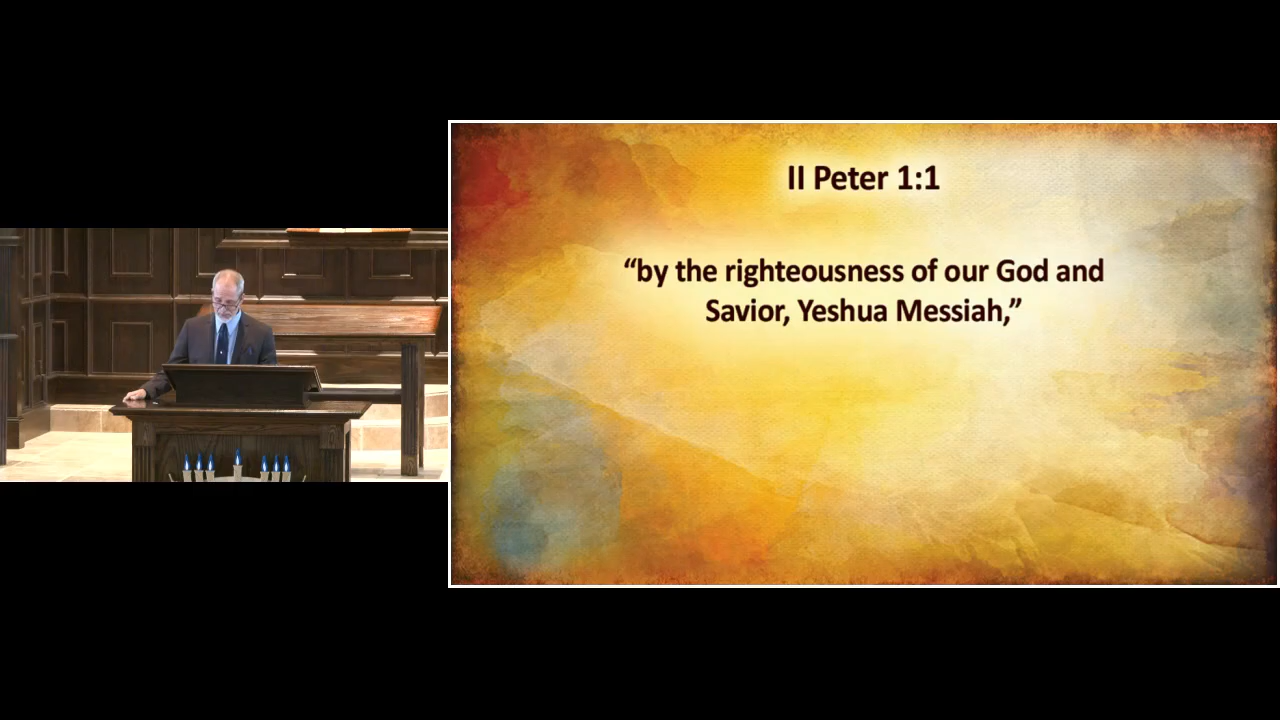 II Peter 1:1
“by the righteousness of our God and
Savior, Yeshua Messiah,”